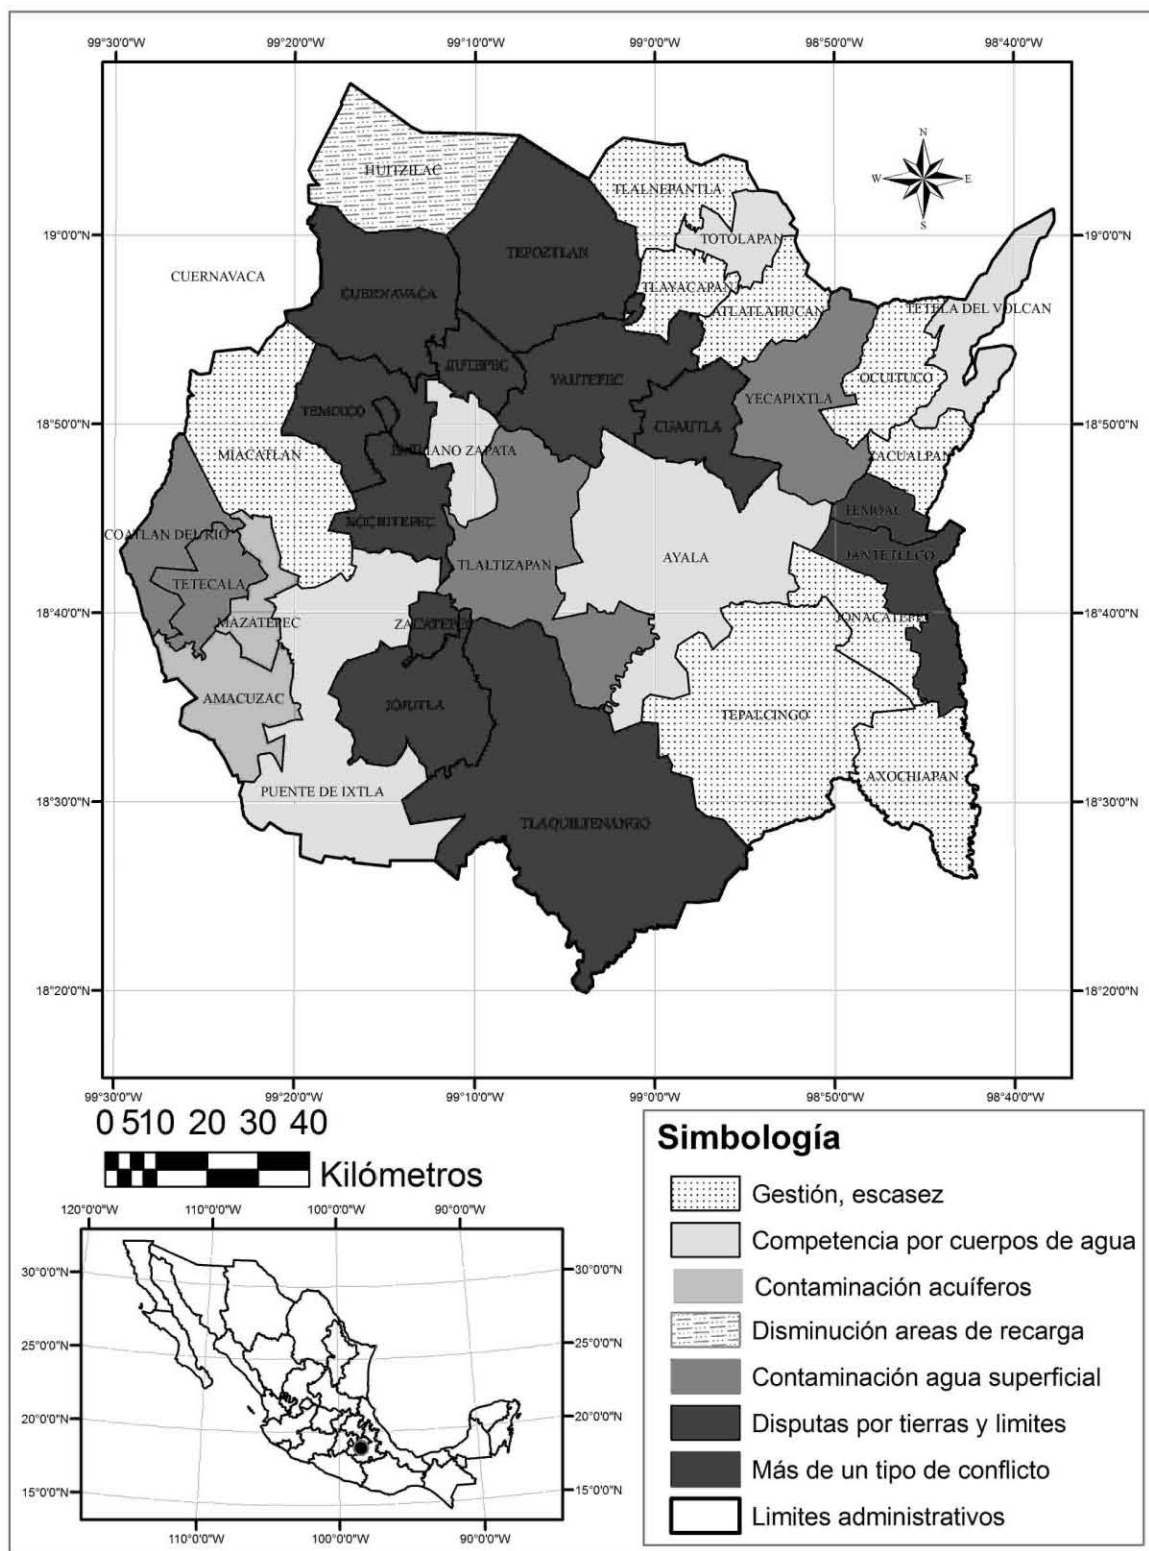 99°30'0"W 99°20'0"W 99°10'0"W 99°0'0"W 98°50'0"W 98°40'0"W
N
W E
S
HUITZILAC
TLALNEPANTLA
TOTOLAPAN
19°0'0"N 19°0'0"N
TEPOZTLAN
CUERNAVACA
CUERNAVACA
TLAYACAPAN
ATLATLAHUCAN
TETELA DEL VOLCAN
JIUTEPEC
YAUTEPEC
OCUITUCO
TEMIXCO
YECAPIXTLA
18°50'0"N 18°50'0"N
CUAUTLA
EMILIANO ZAPATA
MIACATLAN
ZACUALPAN
TEMOAC
XOCHITEPEC
COATLAN DEL RIO
JANTETELCO
AYALA
TLALTIZAPAN
TETECALA
18°40'0"N 18°40'0"N
JONACATEPEC
MAZATEPEC
ZACATEPEC
AMACUZAC
JOJUTLA
TEPALCINGO
AXOCHIAPAN
PUENTE DE IXTLA
18°30'0"N 18°30'0"N
TLAQUILTENANGO
18°20'0"N 18°20'0"N
99°30'0"W 99°20'0"W 99°10'0"W 99°0'0"W 98°50'0"W 98°40'0"W
0 5 10 20 30 40
Kilómetros
120°0'0"W 110°0'0"W 100°0'0"W 90°0'0"W
30°0'0"N 30°0'0"N
25°0'0"N 25°0'0"N
20°0'0"N 20°0'0"N
15°0'0"N 15°0'0"N
110°0'0"W 100°0'0"W 90°0'0"W
Simbología
Gestión, escasez
Competencia por cuerpos de agua
Contaminación acuíferos
Disminución areas de recarga
Contaminación agua superficial
Disputas por tierras y limites
Más de un tipo de conflicto
Limites administrativos